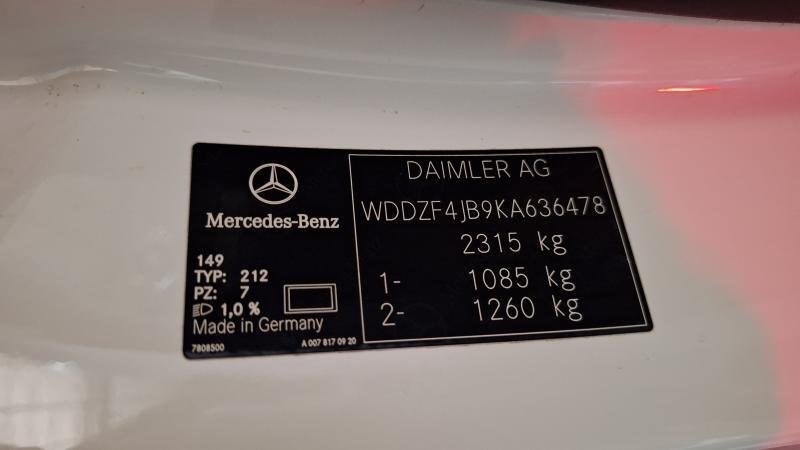 Mercedes-Benz
149
TYP: 212
PZ: 7
1,0 %
Made in Germany
7808500
A 007 817 09 20
DAIMLER AG
WDDZF4JB9KA636478
2315 kg
1- 1085 kg
2- 1260 kg